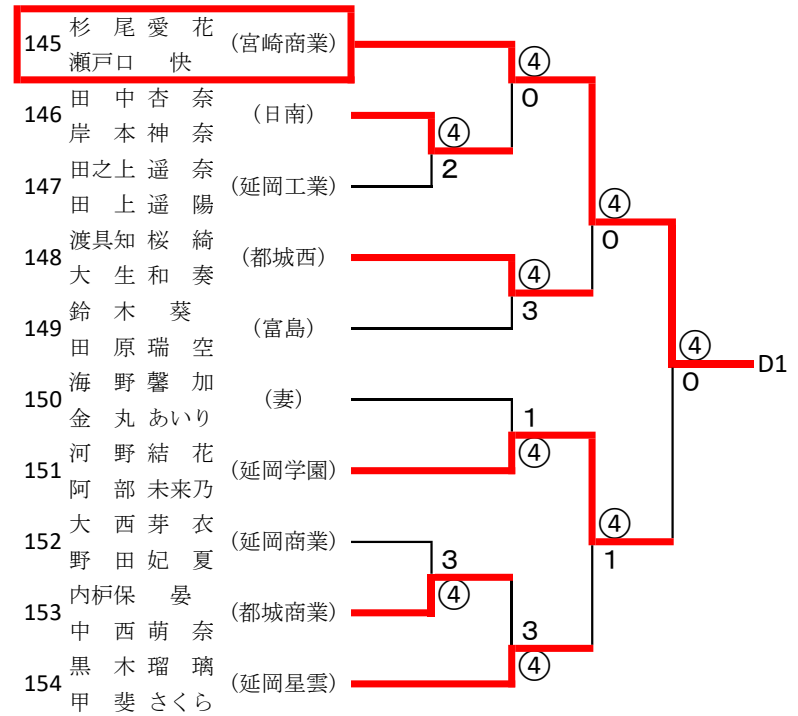 145 杉尾愛花 (宮崎商業)
瀬戸口 快
④
0
146 田中杏奈 (日南)
岸本神奈
④
2
147 田之上遥奈 (延岡工業)
田上遥陽
④
0
148 渡具知桜綺 (都城西)
大生和奏
④
3
149 鈴木 葵 (富島)
田原瑞空
④
0
D1
150 海野馨加 (妻)
金丸あいり
1
④
151 河野結花 (延岡学園)
阿部未来乃
④
1
152 大西芽衣 (延岡商業)
野田妃夏
3
④
153 内枦保 晏 (都城商業)
中西萌奈
3
④
154 黒木瑠璃 (延岡星雲)
甲斐さくら